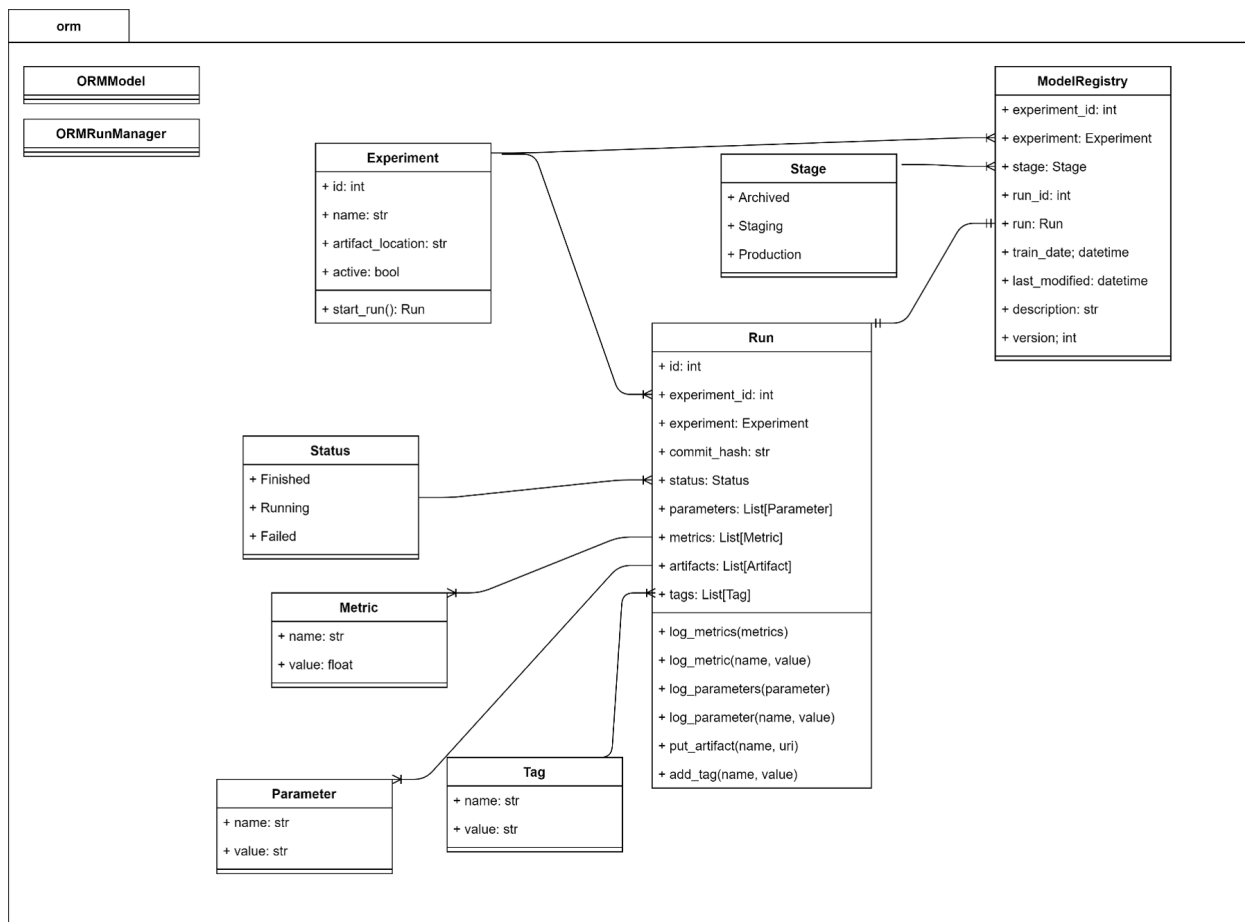 orm
ORMModel
ORMRunManager
Experiment
+ id: int
+ name: str
+ artifact_location: str
+ active: bool
+ start_run(): Run
Stage
+ Archived
+ Staging
+ Production
ModelRegistry
+ experiment_id: int
+ experiment: Experiment
+ stage: Stage
+ run_id: int
+ run: Run
+ train_date; datetime
+ last_modified: datetime
+ description: str
+ version; int
Run
+ id: int
+ experiment_id: int
+ experiment: Experiment
+ commit_hash: str
+ status: Status
+ parameters: List[Parameter]
+ metrics: List[Metric]
+ artifacts: List[Artifact]
+ tags: List[Tag]
+ log_metrics(metrics)
+ log_metric(name, value)
+ log_parameters(parameter)
+ log_parameter(name, value)
+ put_artifact(name, uri)
+ add_tag(name, value)
Status
+ Finished
+ Running
+ Failed
Metric
+ name: str
+ value: float
Parameter
+ name: str
+ value: str
Tag
+ name: str
+ value: str